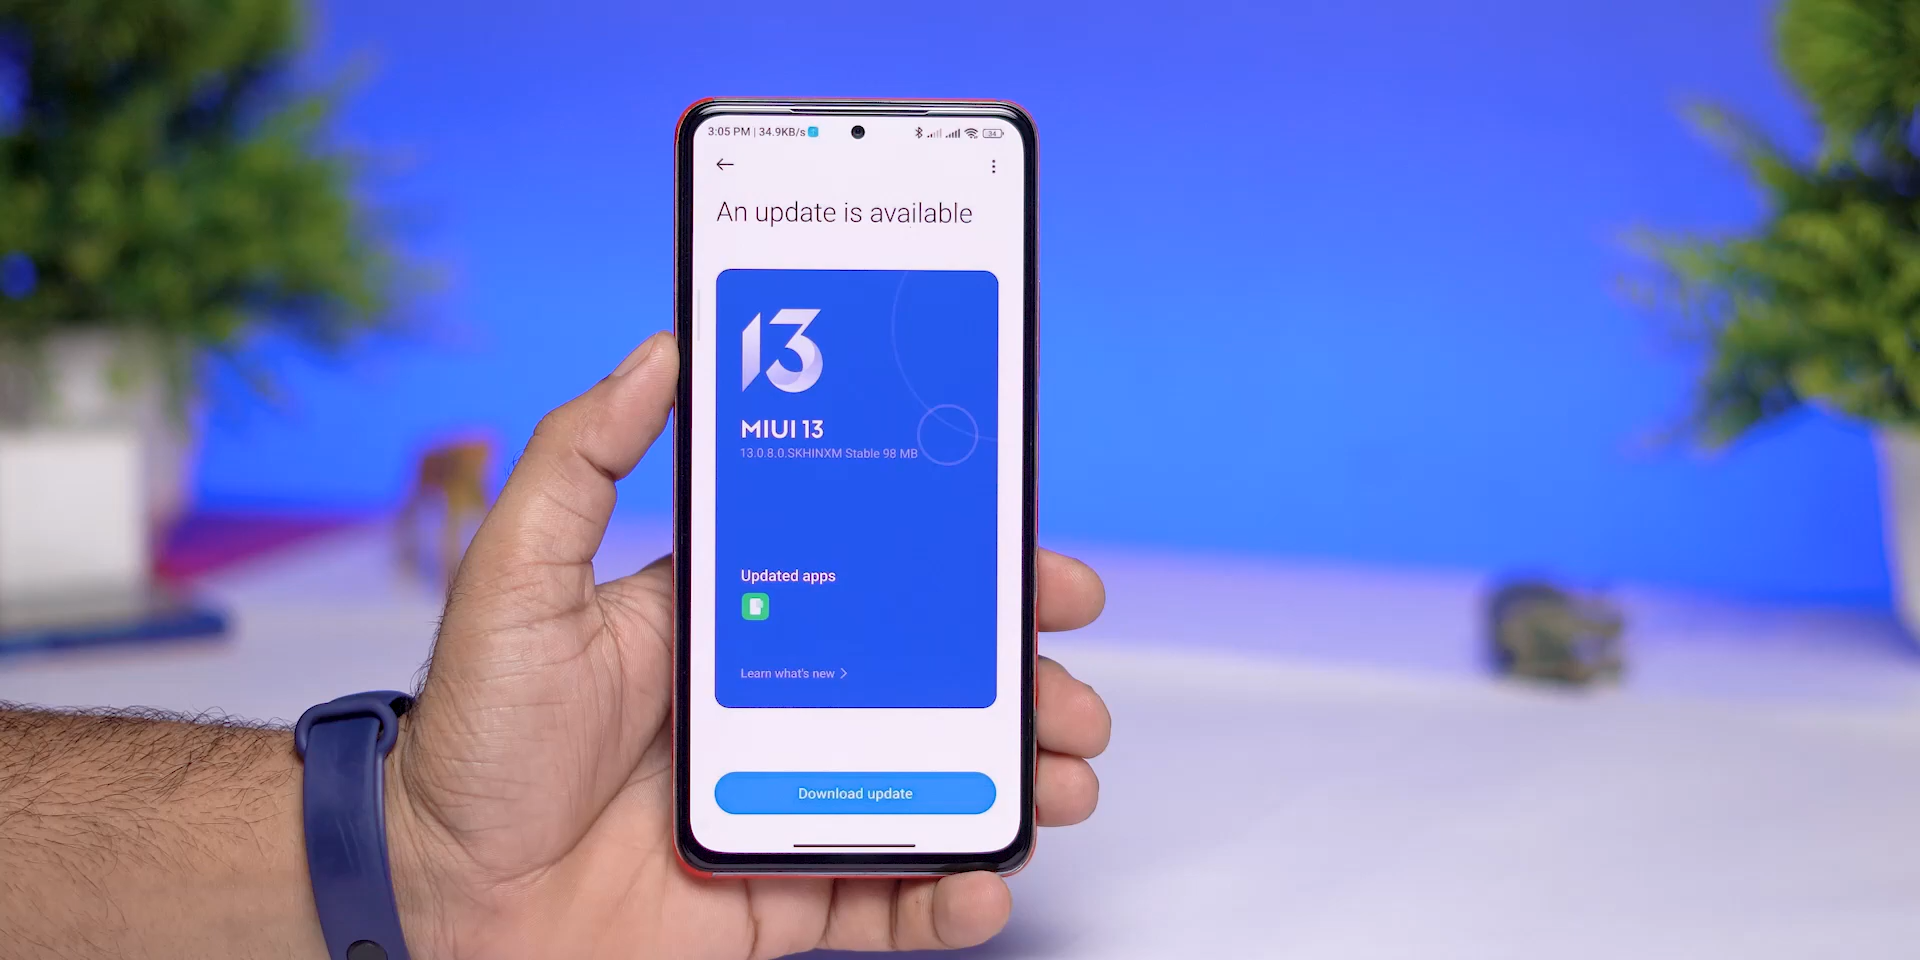 3:05 PM | 34.9KB/s
34
An update is available
13
MIUI 13
13.0.8.0.SKHINXM Stable 98 MB
Updated apps
Learn what's new
Download update